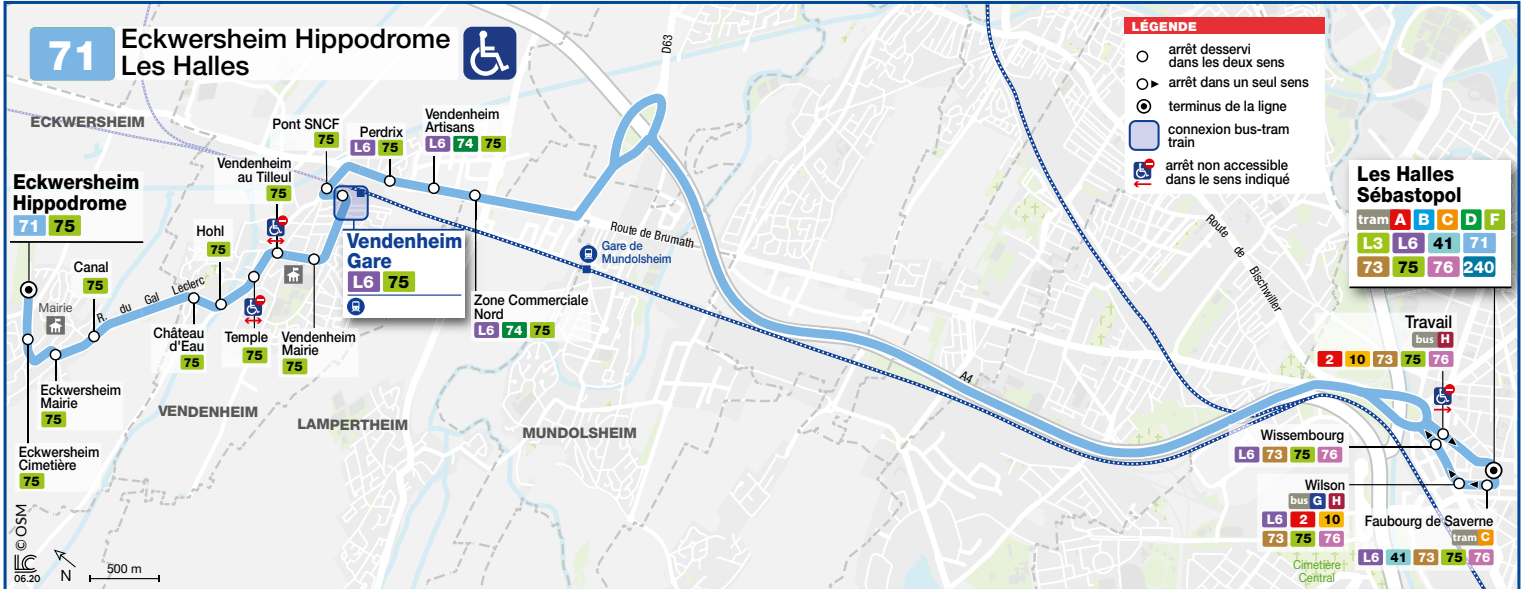 71
Eckwersheim Hippodrome
Les Halles
LÉGENDE
arrêt desservi
dans les deux sens
arrêt dans un seul sens
terminus de la ligne
connexion bus-tram
train
arrêt non accessible
dans le sens indiqué
ECKWERSHEIM
Eckwersheim
Hippodrome
71 75
Mairie
Canal
75
R. du Gal Leclerc
Eckwersheim
Mairie
75
Eckwersheim
Cimetière
75
Château
d'Eau
75
Hohl
75
Temple
75
Vendenheim
au Tilleul
75
Vendenheim
Mairie
75
VENDENHEIM
LAMPERTHEIM
Pont SNCF
75
Vendenheim
Gare
L6 75
Perdrix
L6 75
Vendenheim
Artisans
L6 74 75
Zone Commerciale
Nord
L6 74 75
D63
Route de Brumath
Gare de
Mundolsheim
MUNDOLSHEIM
A4
Route de Bischwiller
Les Halles
Sébastopol
tram A B C D F
L3 L6 41 71
73 75 76 240
Travail
bus H
2 10 73 75 76
Wissembourg
L6 73 75 76
Wilson
bus G H
L6 2 10
73 75 76
Faubourg de Saverne
tram C
L6 41 73 75 76
Cimetière
Central
© OSM
LC
06.20
N
500 m